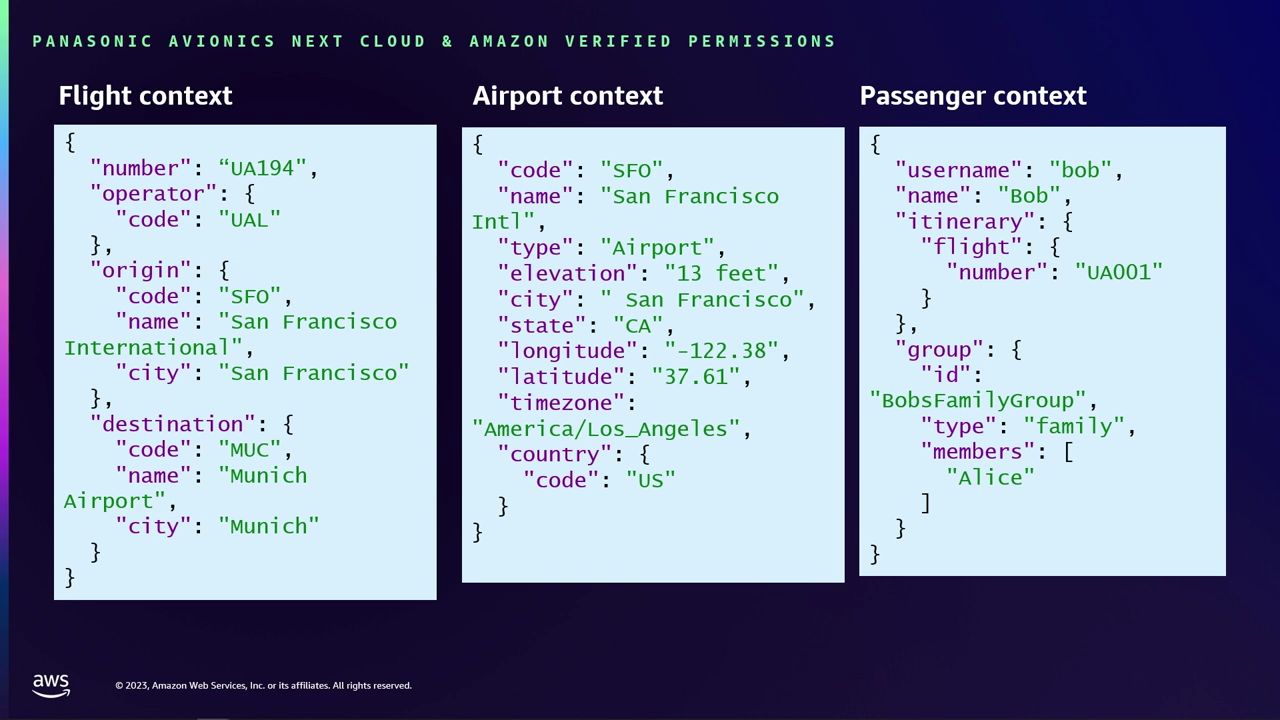 PANASONIC AVIONICS NEXT CLOUD & AMAZON VERIFIED PERMISSIONS
Flight context
{
  "number": “UA194",
  "operator": {
    "code": "UAL"
  },
  "origin": {
    "code": "SFO",
    "name": "San Francisco
International",
    "city": "San Francisco"
  },
  "destination": {
    "code": "MUC",
    "name": "Munich
Airport",
    "city": "Munich"
  }
}
Airport context
{
  "code": "SFO",
  "name": "San Francisco
Intl",
  "type": "Airport",
  "elevation": "13 feet",
  "city": " San Francisco",
  "state": "CA",
  "longitude": "-122.38",
  "latitude": "37.61",
  "timezone":
"America/Los_Angeles",
  "country": {
    "code": "US"
  }
}
Passenger context
{
  "username": "bob",
  "name": "Bob",
  "itinerary": {
    "flight": {
      "number": "UA001"
    }
  },
  "group": {
    "id":
"BobsFamilyGroup",
    "type": "family",
    "members": [
      "Alice"
    ]
  }
}
aws
© 2023, Amazon Web Services, Inc. or its affiliates. All rights reserved.